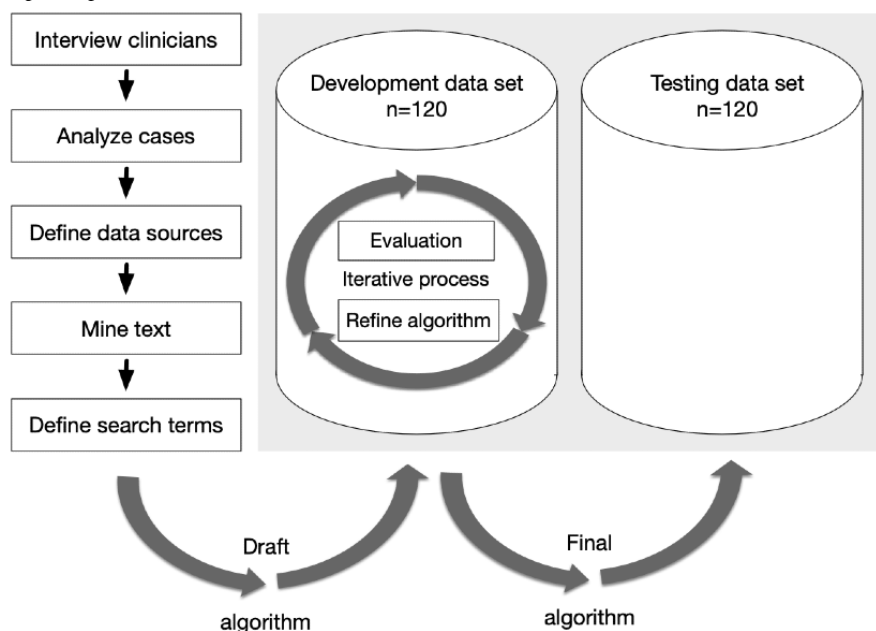 Interview clinicians
Analyze cases
Define data sources
Mine text
Define search terms
Development data set
n=120
Evaluation
Iterative process
Refine algorithm
Testing data set
n=120
Draft
algorithm
Final
algorithm